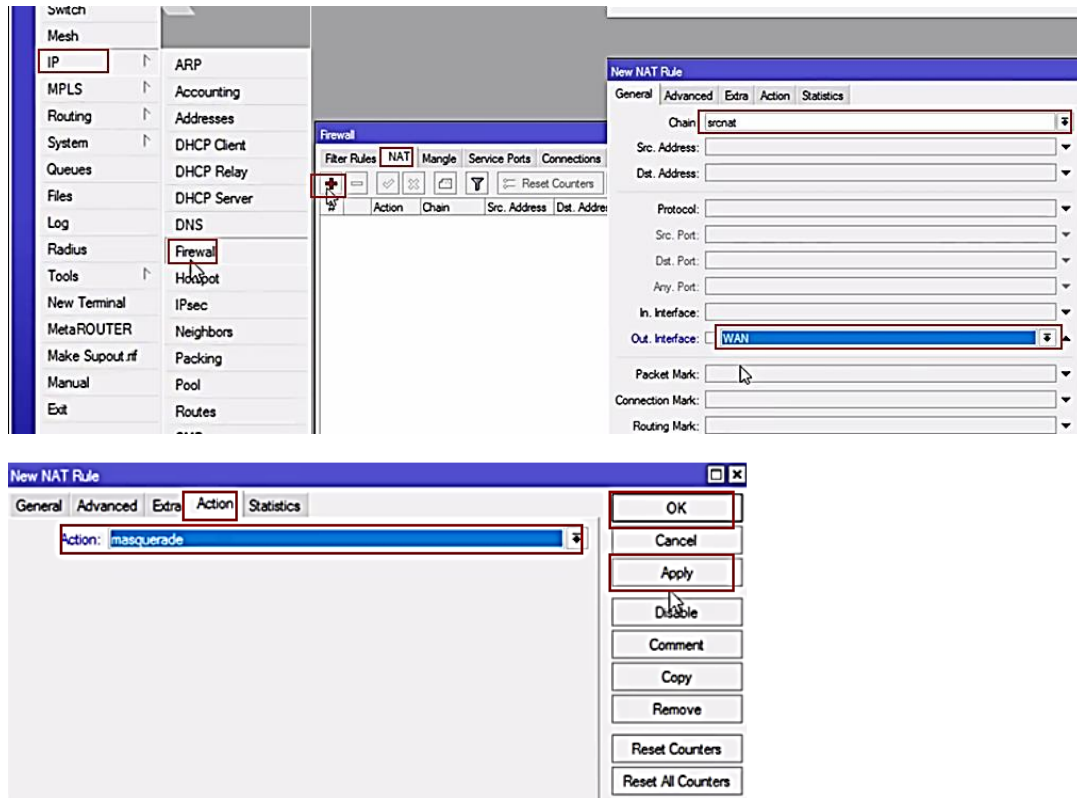 Switch
Mesh
IP
MPLS
Routing
System
Queues
Files
Log
Radius
Tools
New Terminal
MetaROUTER
Make Supout.rif
Manual
Exit
ARP
Accounting
Addresses
DHCP Client
DHCP Relay
DHCP Server
DNS
Firewall
Hotspot
IPsec
Neighbors
Packing
Pool
Routes
Firewall
Filter Rules NAT Mangle Service Ports Connections
Reset Counters
# Action Chain Src. Address Dst. Addre
New NAT Rule
General Advanced Extra Action Statistics
Chain: srcnat
Src. Address:
Dst. Address:
Protocol:
Src. Port:
Dst. Port:
Any. Port:
In. Interface:
Out. Interface: WAN
Packet Mark:
Connection Mark:
Routing Mark:
New NAT Rule
General Advanced Extra Action Statistics
Action: masquerade
OK
Cancel
Apply
Disable
Comment
Copy
Remove
Reset Counters
Reset All Counters